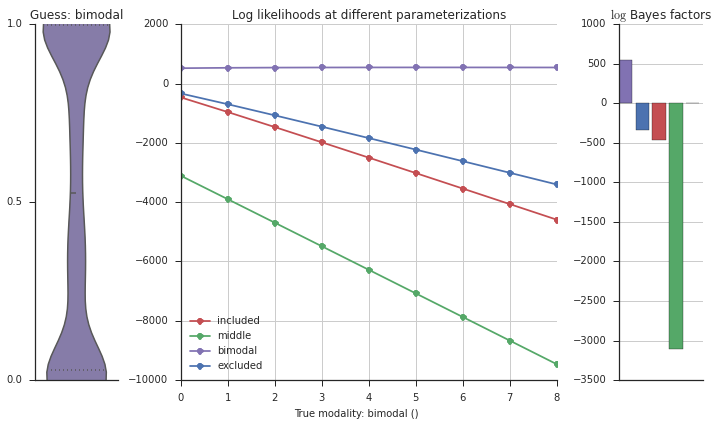 Guess: bimodal
1.0
0.5
0.0
Log likelihoods at different parameterizations
2000
0
−2000
−4000
−6000
−8000
−10000
included
middle
bimodal
excluded
0 1 2 3 4 5 6 7 8
True modality: bimodal ()
log Bayes factors
1000
500
0
−500
−1000
−1500
−2000
−2500
−3000
−3500